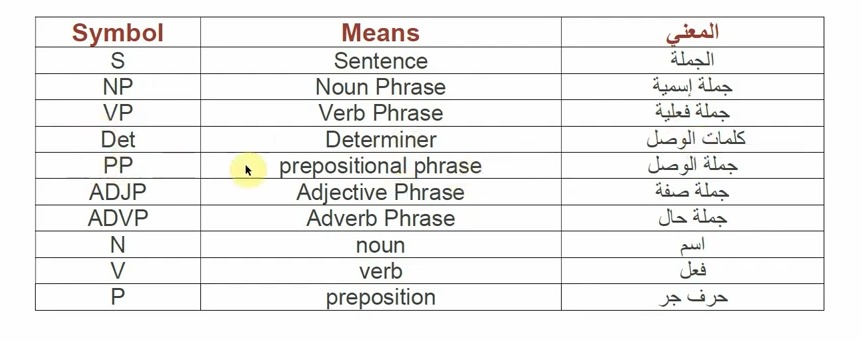 Symbol Means المعني
S Sentence الجملة
NP Noun Phrase جملة إسمية
VP Verb Phrase جملة فعلية
Det Determiner كلمات الوصل
PP prepositional phrase جملة الوصل
ADJP Adjective Phrase جملة صفة
ADVP Adverb Phrase جملة حال
N noun اسم
V verb فعل
P preposition حرف جر